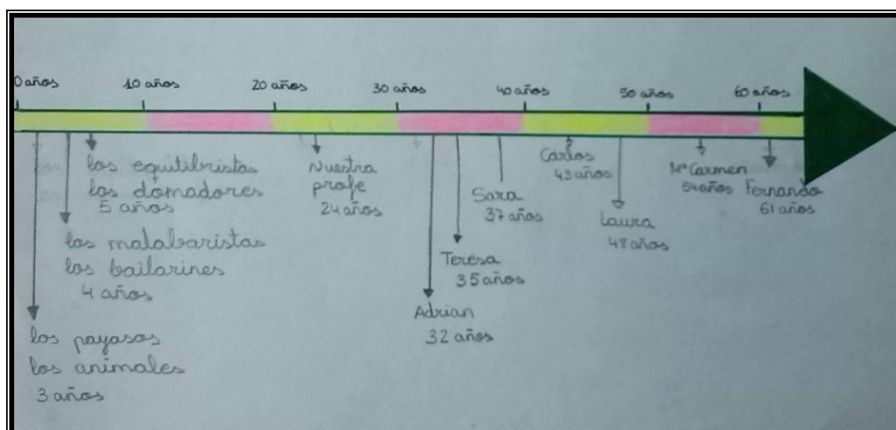 0 años 10 años 20 años 30 años 40 años 50 años 60 años
los equilibristas
+
los domadores
5 años
los malabaristas
los bailarines
4 años
los payasos
los animales
3 años
Nuestra
profe
24 años
Adrian
32 años
Teresa
35 años
Sara
37 años
Carlos
43 años
Laura
48 años
Mª Carmen
54 años
Fernando
61 años